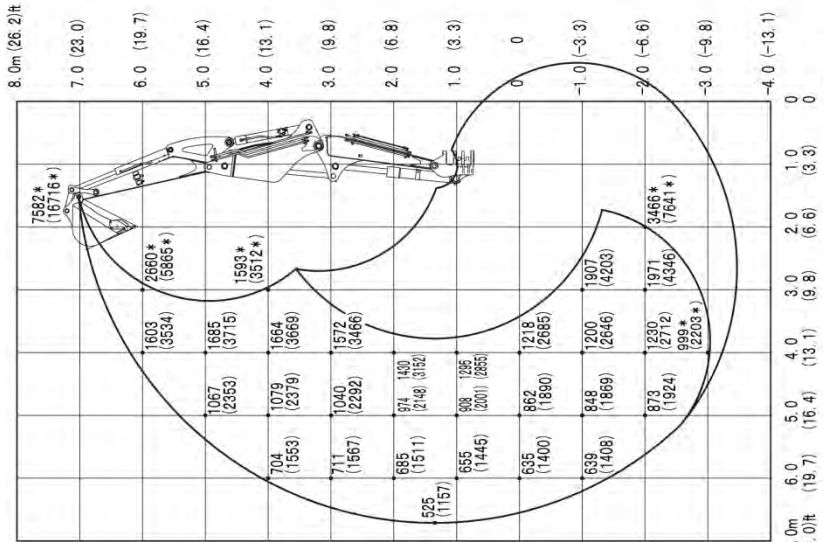 8.0m (26.2)ft
7582*
(16716*)
7.0 (23.0)
1603 2660*
(3534) (5865*)
6.0 (19.7)
1067 1685
(2353) (3715)
5.0 (16.4)
704 1079 1664 1593*
(1553) (2379) (3669) (3512*)
4.0 (13.1)
711 1040 1572
(1567) (2292) (3466)
3.0 (9.8)
685 974 1430
(1511) (2148) (3152)
2.0 (6.8)
525
(1157)
655 908 1295
(1445) (2001) (2855)
1.0 (3.3)
635 862 1218
(1400) (1890) (2685)
0
639 848 1200 1907
(1408) (1869) (2646) (4203)
-1.0 (-3.3)
873 1230 1971 3466*
(1924) (2712) (4346) (7641*)
-2.0 (-6.6)
999*
(2203*)
-3.0 (-9.8)
-4.0 (-13.1)
0m 6.0 5.0 4.0 3.0 2.0 1.0 0
0)ft (19.7) (16.4) (13.1) (9.8) (6.6) (3.3) 0